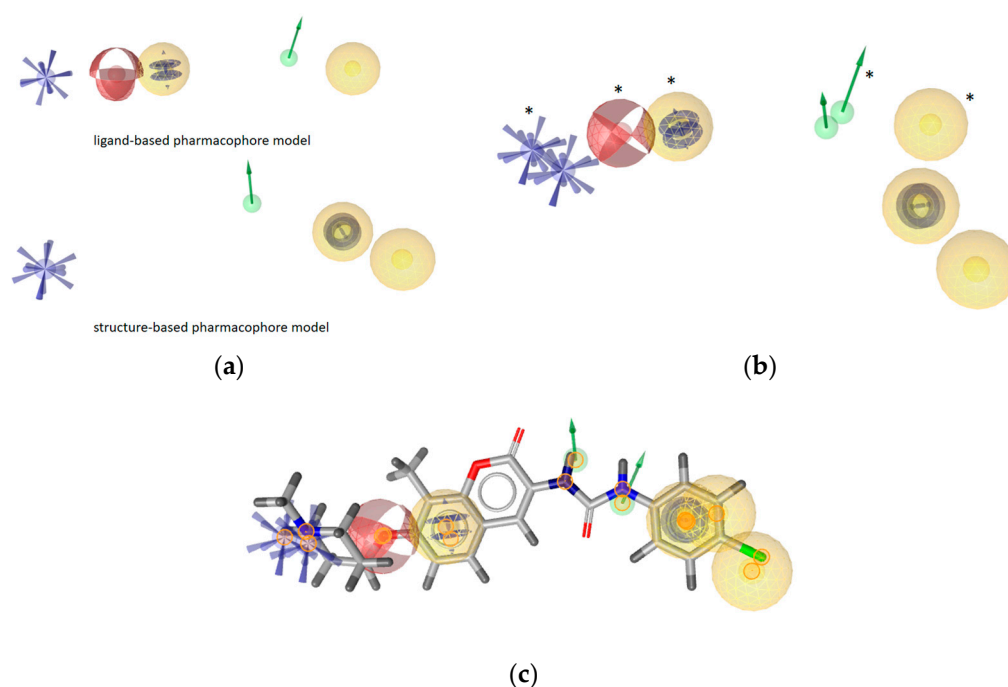 ligand-based pharmacophore model
* * * * *
structure-based pharmacophore model
(a)
(b)
(c)